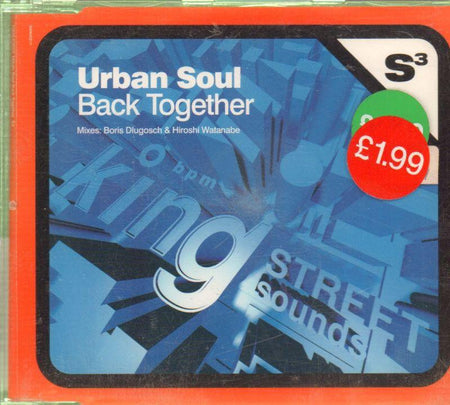 Urban Soul
Back Together
Mixes: Boris Dlugosch & Hiroshi Watanabe
S³
£1.99
bpm
king
STREET
sounds